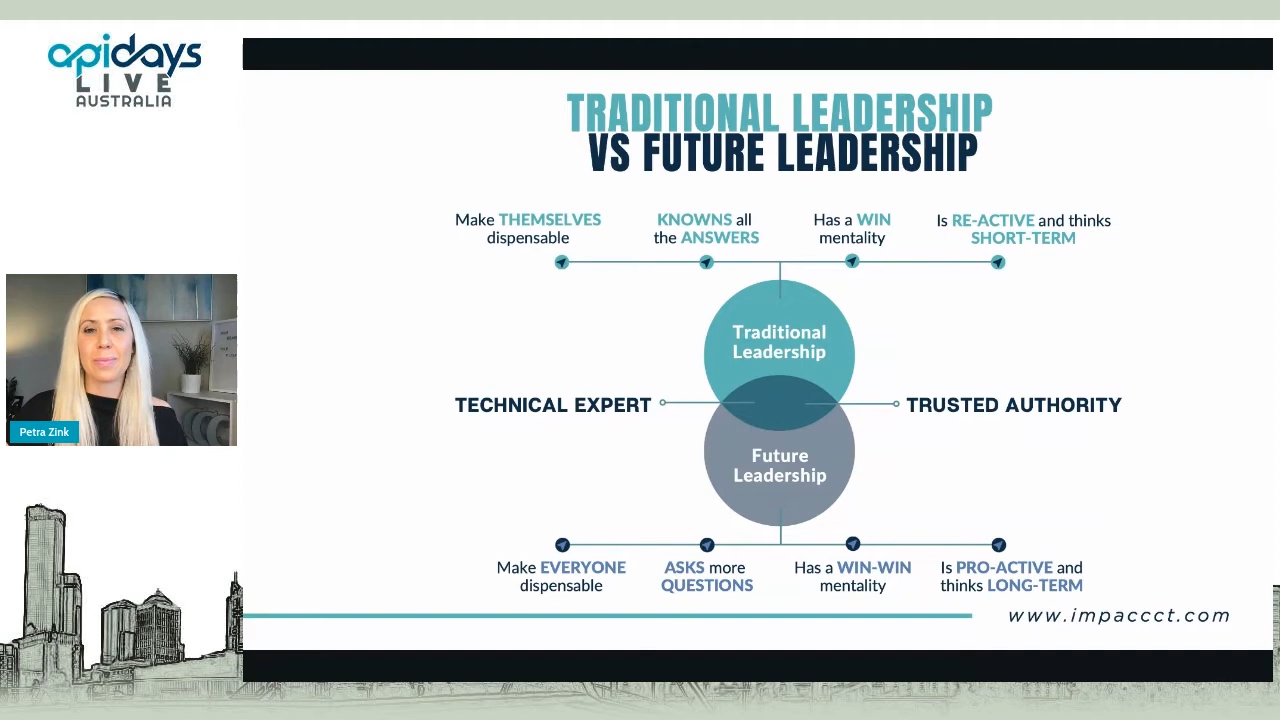 apidays
LIVE
AUSTRALIA
TRADITIONAL LEADERSHIP
VS FUTURE LEADERSHIP
Make THEMSELVES
dispensable
KNOWNS all
the ANSWERS
Has a WIN
mentality
Is RE-ACTIVE and thinks
SHORT-TERM
Traditional
Leadership
TECHNICAL EXPERT
TRUSTED AUTHORITY
Future
Leadership
Make EVERYONE
dispensable
ASKS more
QUESTIONS
Has a WIN-WIN
mentality
Is PRO-ACTIVE and
thinks LONG-TERM
www.impaccct.com
Petra Zink